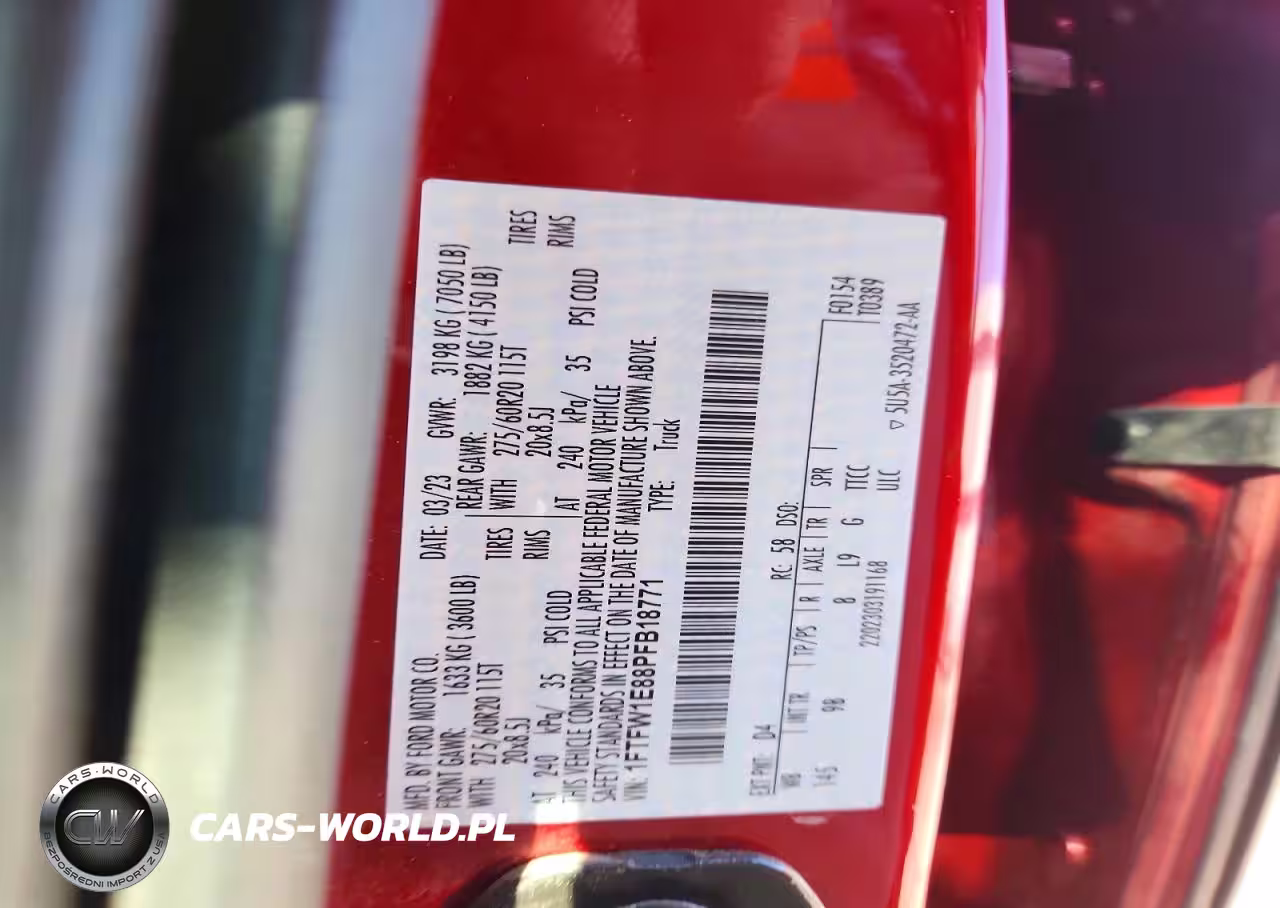 MFD. BY FORD MOTOR CO.
DATE: 03/23 GVWR: 3198 KG ( 7050 LB)
FRONT GAWR: 1633 KG ( 3600 LB)
REAR GAWR: 1882 KG ( 4150 LB)
WITH 275/60R20 115T TIRES
WITH 275/60R20 115T TIRES
20x8.5J RIMS
20x8.5J RIMS
AT 240 kPa/ 35 PSI COLD
AT 240 kPa/ 35 PSI COLD
THIS VEHICLE CONFORMS TO ALL APPLICABLE FEDERAL MOTOR VEHICLE
SAFETY STANDARDS IN EFFECT ON THE DATE OF MANUFACTURE SHOWN ABOVE.
VIN: 1FTFW1E88PFB18771 TYPE: Truck
EXT PNT: D4 RC: 58 DSO:
WB INT TR TP/PS R AXLE TR SPR F0154
145 9B 8 L9 G TTCC T0389
2202303191168 ULC
▽ 5U5A-3520472-AA
CARS-WORLD
CW
BEZPOŚREDNI IMPORT Z USA
CARS-WORLD.PL